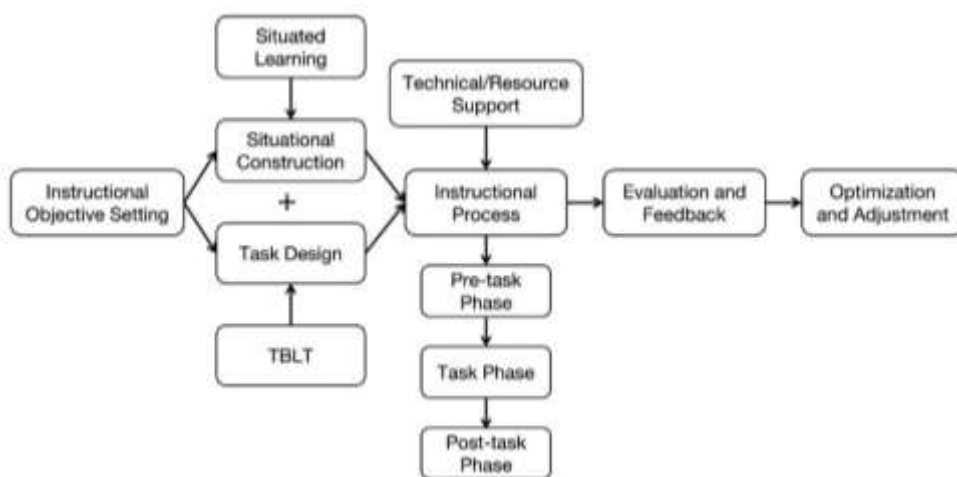 Situated
Learning
Technical/Resource
Support
Situational
Construction
Instructional
Objective Setting
+
Instructional
Process
Evaluation and
Feedback
Optimization
and Adjustment
Task Design
Pre-task
Phase
TBLT
Task Phase
Post-task
Phase